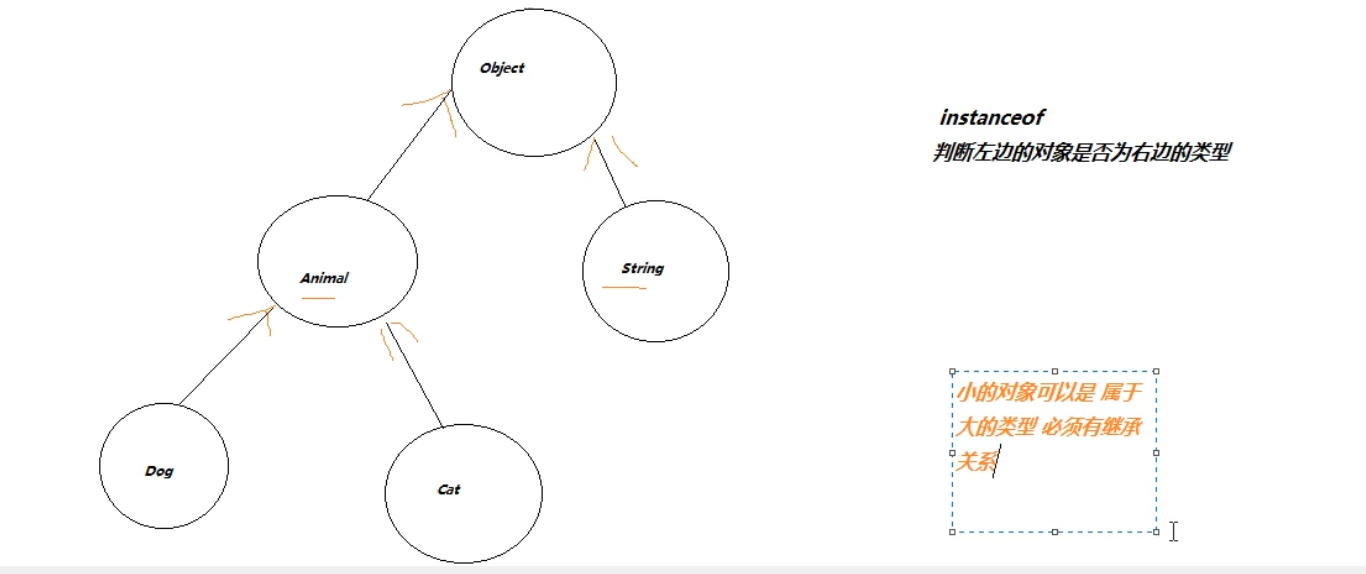 Object
instanceof
判断左边的对象是否为右边的类型
Animal
String
小的对象可以是 属于
大的类型 必须有继承
关系
Dog
Cat